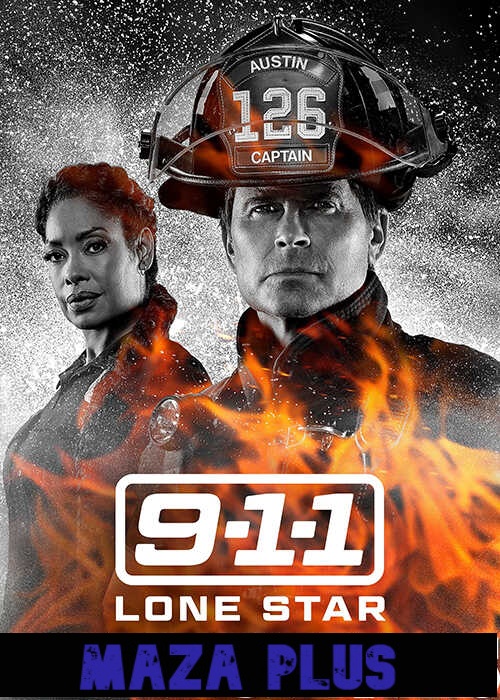 AUSTIN
126
CAPTAIN
9-1-1
LONE STAR
MAZA PLUS